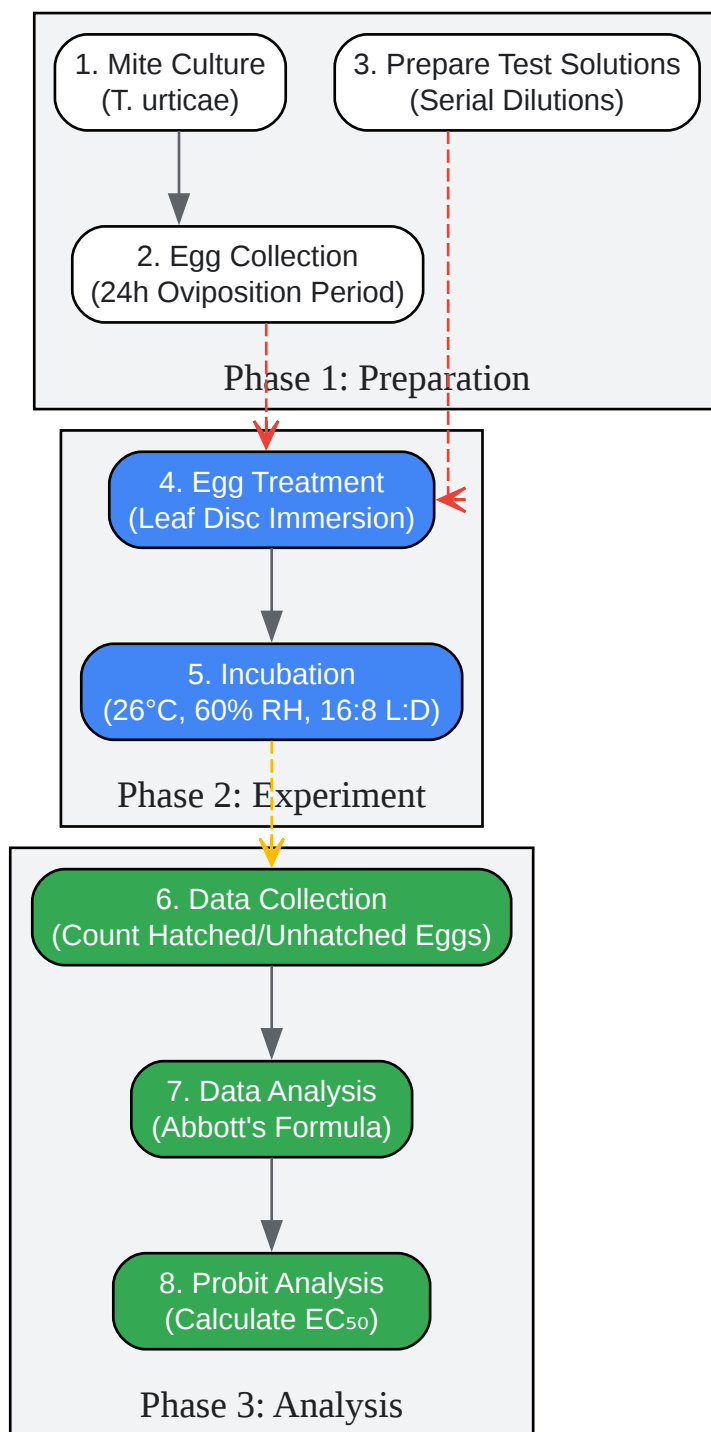 1. Mite Culture
(T. urticae)
3. Prepare Test Solutions
(Serial Dilutions)
2. Egg Collection
(24h Oviposition Period)
Phase 1: Preparation
4. Egg Treatment
(Leaf Disc Immersion)
5. Incubation
(26°C, 60% RH, 16:8 L:D)
Phase 2: Experiment
6. Data Collection
(Count Hatched/Unhatched Eggs)
7. Data Analysis
(Abbott's Formula)
8. Probit Analysis
(Calculate EC₅₀)
Phase 3: Analysis